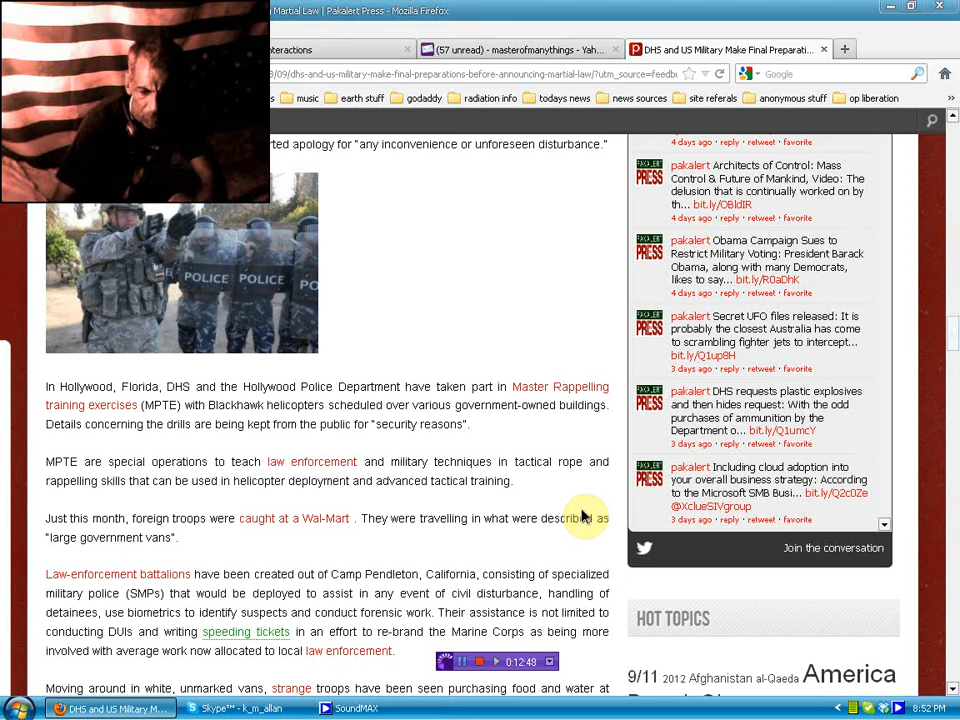 g Martial Law | Pakalert Press - Mozilla Firefox
nteractions
(57 unread) - masterofmanythings - Yah...
DHS and US Military Make Final Preparati...
8/09/dhs-and-us-military-make-final-preparations-before-announcing-martial-law/?utm_source=feedb
Google
music
earth stuff
godaddy
radiation info
todays news
news sources
site referals
anonymous stuff
op liberation
rted apology for "any inconvenience or unforeseen disturbance."
POLICE
POLICE
PO
In Hollywood, Florida, DHS and the Hollywood Police Department have taken part in Master Rappelling
training exercises (MPTE) with Blackhawk helicopters scheduled over various government-owned buildings.
Details concerning the drills are being kept from the public for "security reasons".
MPTE are special operations to teach law enforcement and military techniques in tactical rope and
rappelling skills that can be used in helicopter deployment and advanced tactical training.
Just this month, foreign troops were caught at a Wal-Mart . They were travelling in what were described as
"large government vans".
Law-enforcement battalions have been created out of Camp Pendleton, California, consisting of specialized
military police (SMPs) that would be deployed to assist in any event of civil disturbance, handling of
detainees, use biometrics to identify suspects and conduct forensic work. Their assistance is not limited to
conducting DUIs and writing speeding tickets in an effort to re-brand the Marine Corps as being more
involved with average work now allocated to local law enforcement.
Moving around in white, unmarked vans, strange troops have been seen purchasing food and water at
4 days ago · reply · retweet · favorite
PAKALERT PRESS
pakalert Architects of Control: Mass
Control & Future of Mankind, Video: The
delusion that is continually worked on by
th... bit.ly/OBldIR
4 days ago · reply · retweet · favorite
PAKALERT PRESS
pakalert Obama Campaign Sues to
Restrict Military Voting: President Barack
Obama, along with many Democrats,
likes to say... bit.ly/R0aDhK
4 days ago · reply · retweet · favorite
PAKALERT PRESS
pakalert Secret UFO files released: It is
probably the closest Australia has come
to scrambling fighter jets to intercept...
bit.ly/Q1up8H
3 days ago · reply · retweet · favorite
PAKALERT PRESS
pakalert DHS requests plastic explosives
and then hides request: With the odd
purchases of ammunition by the
Department o... bit.ly/Q1umcY
3 days ago · reply · retweet · favorite
PAKALERT PRESS
pakalert Including cloud adoption into
your overall business strategy: According
to the Microsoft SMB Busi... bit.ly/Q2c0Ze
@XclueSIVgroup
3 days ago · reply · retweet · favorite
Join the conversation
HOT TOPICS
9/11 2012 Afghanistan al-Qaeda America
0:12:48
DHS and US Military M...
Skype™ - k_m_allan
SoundMAX
8:52 PM